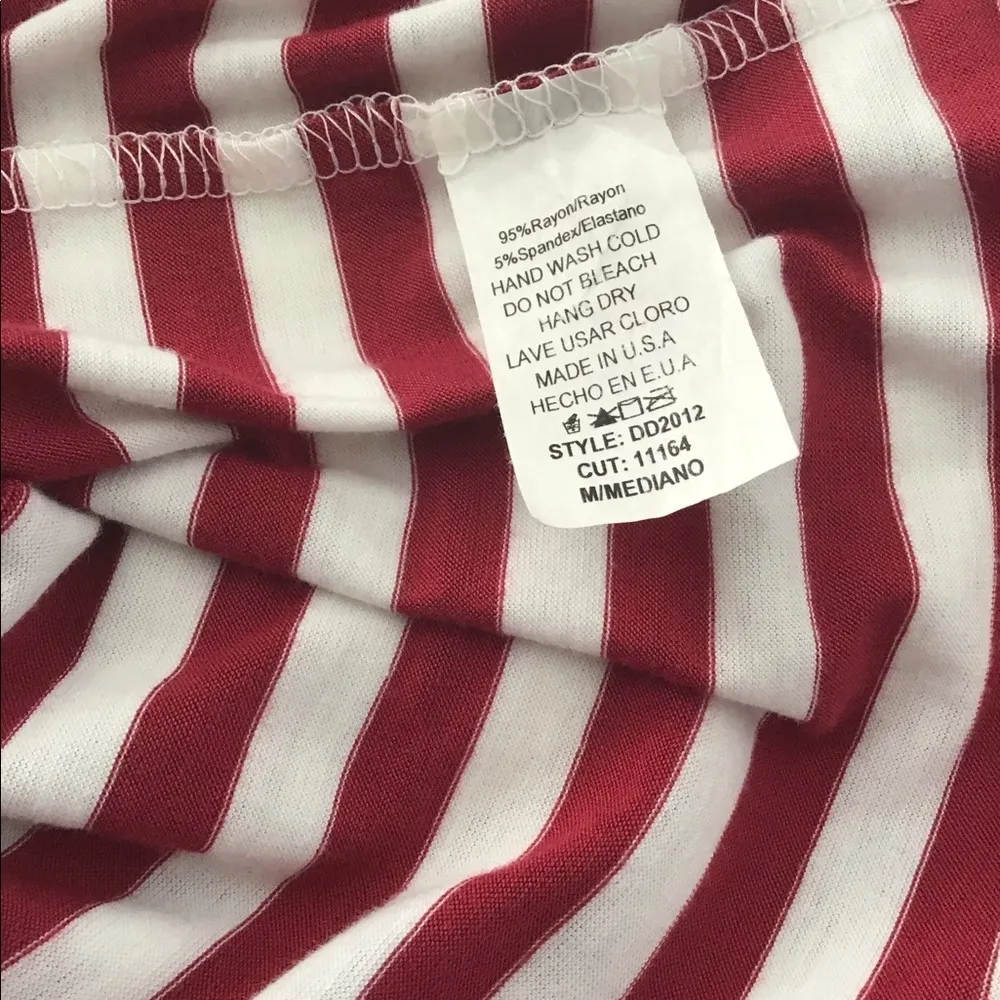 95%Rayon/Rayon
5%Spandex/Elastano
HAND WASH COLD
DO NOT BLEACH
HANG DRY
LAVE USAR CLORO
MADE IN U.S.A
HECHO EN E.U.A
STYLE: DD2012
CUT: 11164
M/MEDIANO